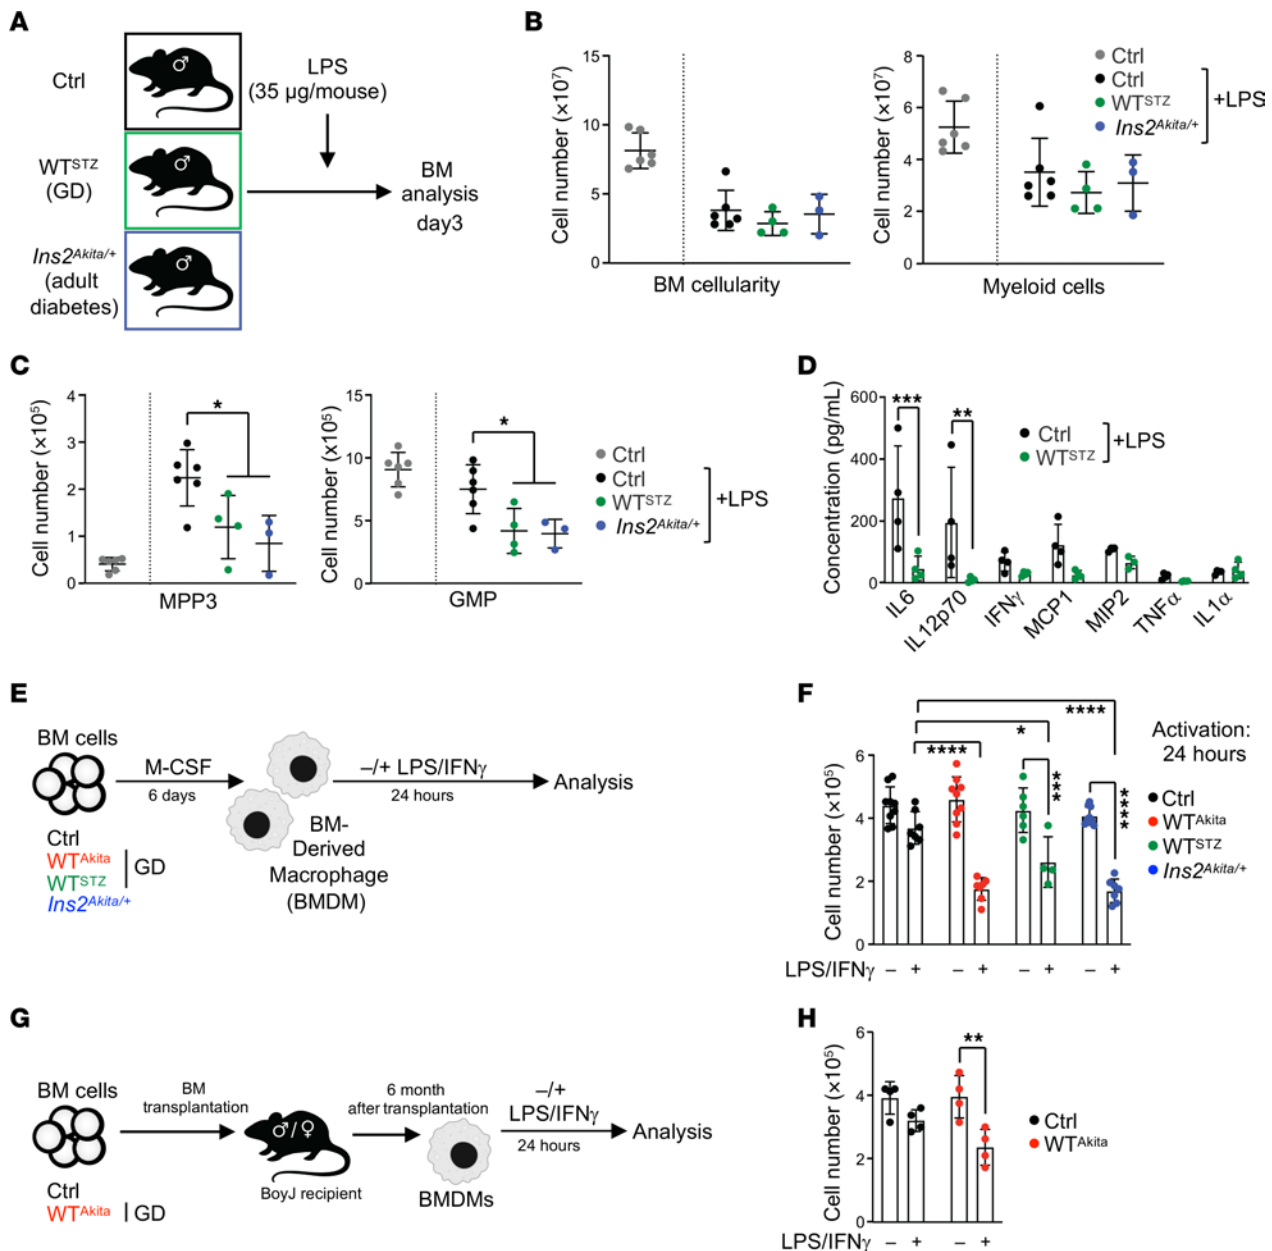 A
Ctrl
WTSTZ
(GD)
Ins2Akita/+
(adult
diabetes)
♂
♂
♂
LPS
(35 µg/mouse)
BM
analysis
day3
B
Cell number (×10⁷)
15
10
5
0
BM cellularity
Cell number (×10⁷)
8
6
4
2
0
Myeloid cells
Ctrl
Ctrl
WTSTZ
Ins2Akita/+
+LPS
C
Cell number (×10⁵)
4
3
2
1
0
*
MPP3
Cell number (×10⁵)
15
10
5
0
*
GMP
Ctrl
Ctrl
WTSTZ
Ins2Akita/+
+LPS
D
Concentration (pg/mL)
600
400
200
0
***
**
Ctrl
WTSTZ
+LPS
IL6
IL12p70
IFNγ
MCP1
MIP2
TNFα
IL1α
E
BM cells
Ctrl
WTAkita
WTSTZ
Ins2Akita/+
GD
M-CSF
6 days
BM-
Derived
Macrophage
(BMDM)
–/+ LPS/IFNγ
24 hours
Analysis
F
Cell number (×10⁵)
6
4
2
0
****
*
****
***
****
LPS/IFNγ – + – + – + – +
Activation:
24 hours
Ctrl
WTAkita
WTSTZ
Ins2Akita/+
G
BM cells
Ctrl
WTAkita
GD
BM
transplantation
♂/♀
BoyJ recipient
6 month
after transplantation
BMDMs
–/+
LPS/IFNγ
24 hours
Analysis
H
Cell number (×10⁵)
6
4
2
0
**
LPS/IFNγ – + – +
Ctrl
WTAkita